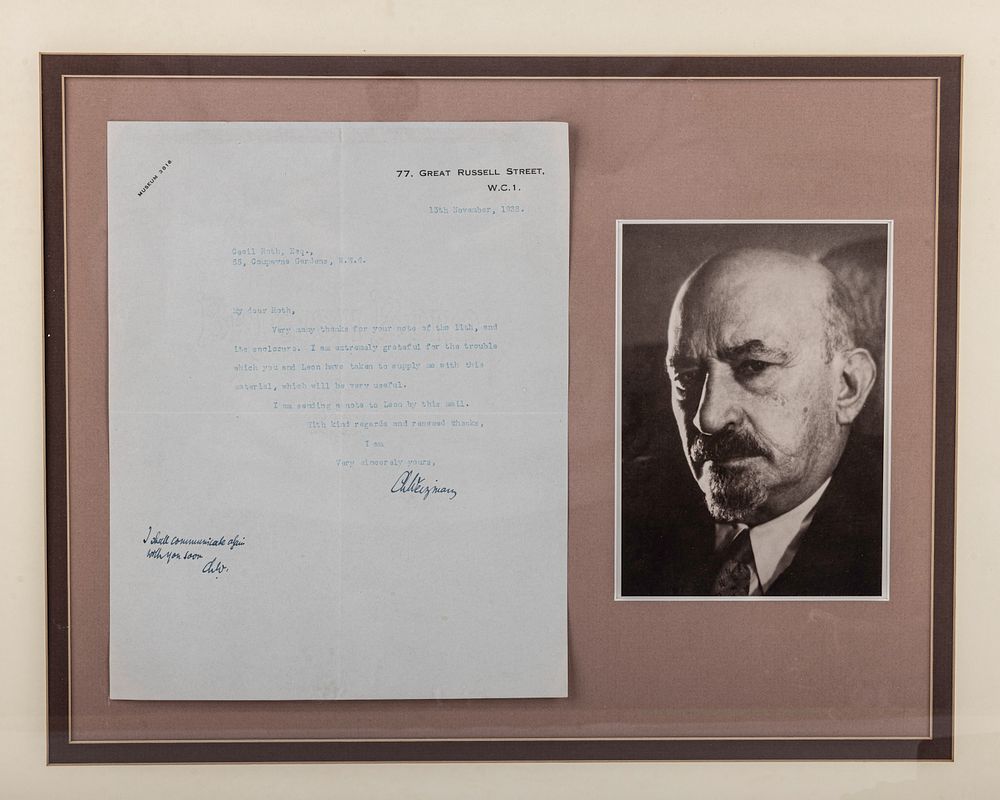 MUSEUM 3816
77, GREAT RUSSELL STREET,
W.C.1.
13th November, 1938.
Cecil Roth, Esq.,
Gardens, N.W.6.
My dear Roth,
Very many thanks for your note of the 11th, and
its enclosure. I am extremely grateful for the trouble
which you and Leon have taken to supply me with this
material, which will be very useful.
I am sending a note to Leon by this mail.
With kind regards and renewed thanks,
I am
Very sincerely yours,
Ch Weizmann
I shall communicate again
with you soon
Ch.W.